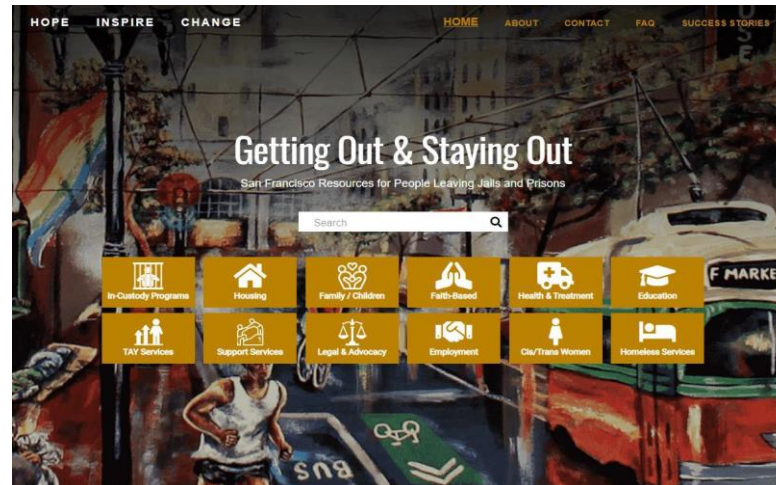 HOPE INSPIRE CHANGE
HOME ABOUT CONTACT FAQ SUCCESS STORIES
Getting Out & Staying Out
San Francisco Resources for People Leaving Jails and Prisons
Search
In-Custody Programs Housing Family / Children Faith-Based Health & Treatment Education
TAY Services Support Services Legal & Advocacy Employment Cis/Trans Women Homeless Services
F MARKE
BUS